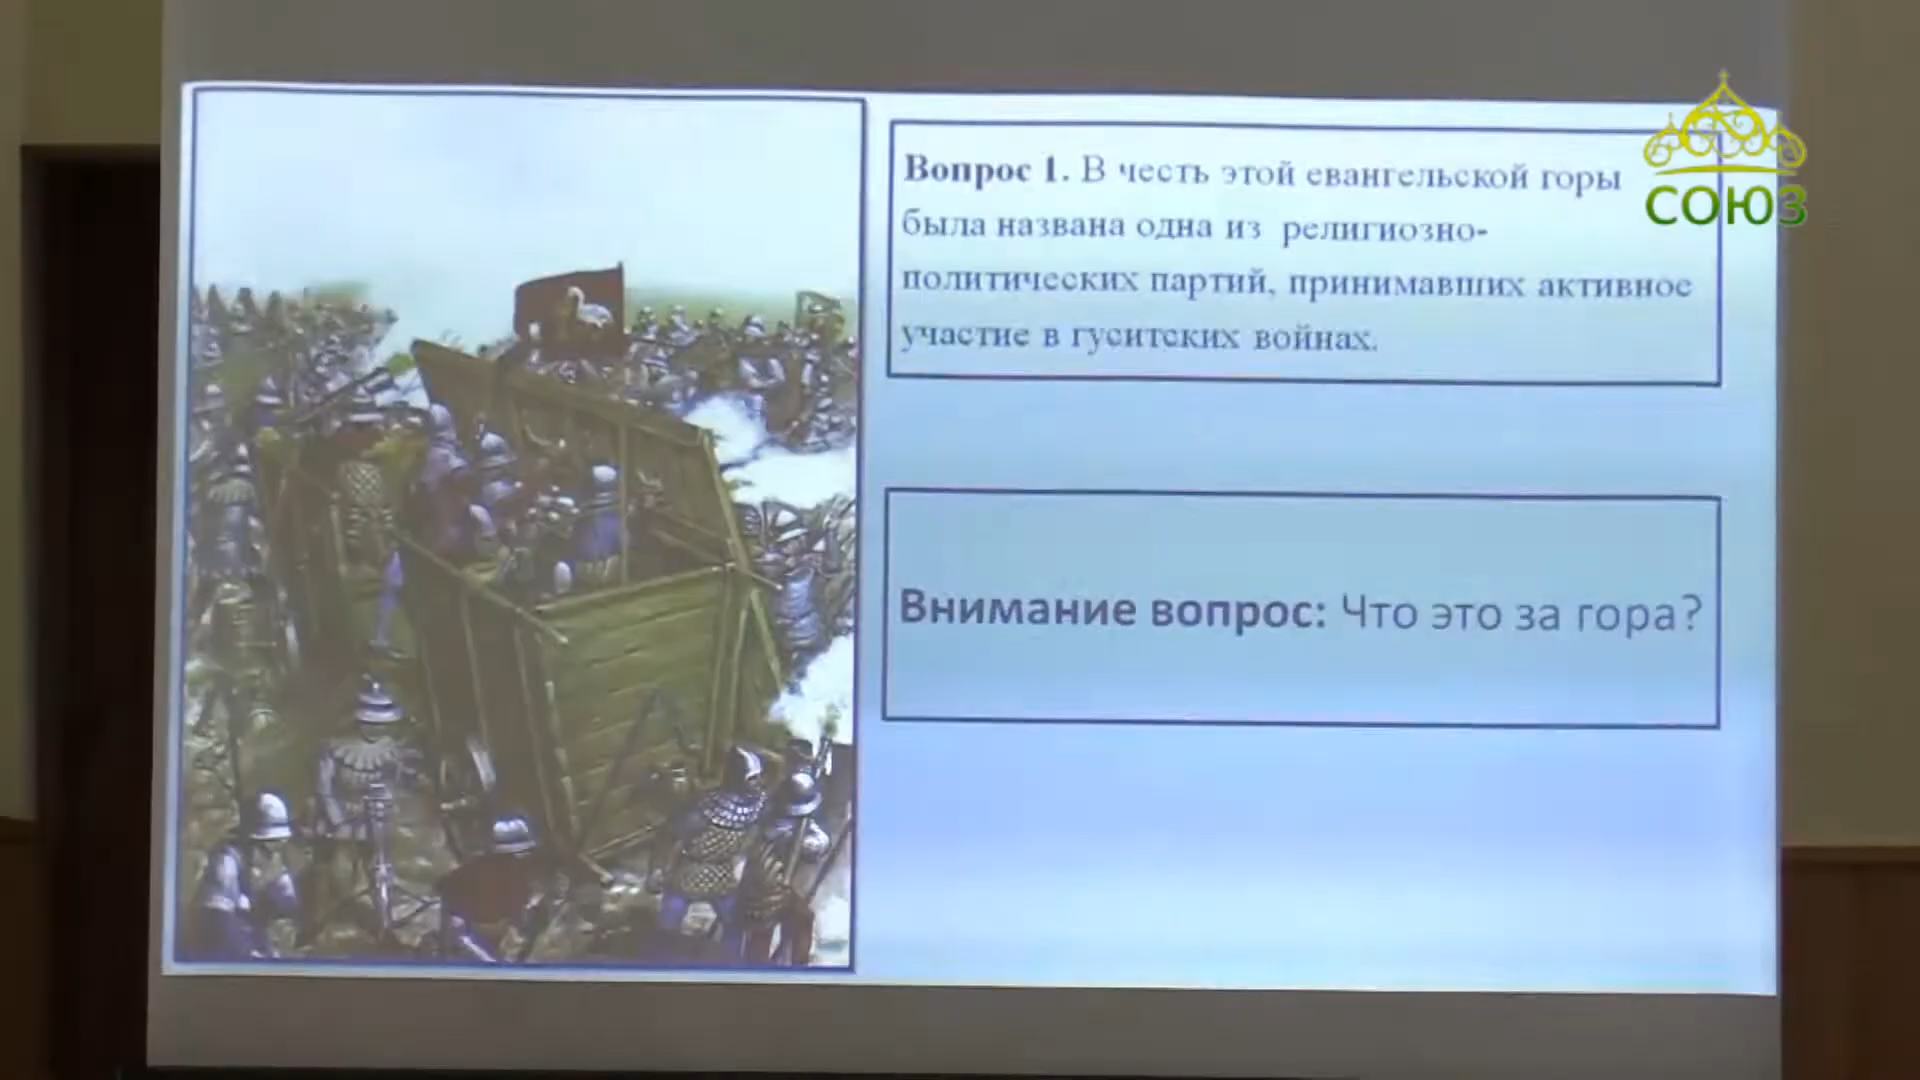 СОЮЗ
Вопрос 1. В честь этой евангельской горы
была названа одна из религиозно-
политических партий, принимавших активное
участие в гуситских войнах.
Внимание вопрос: Что это за гора?